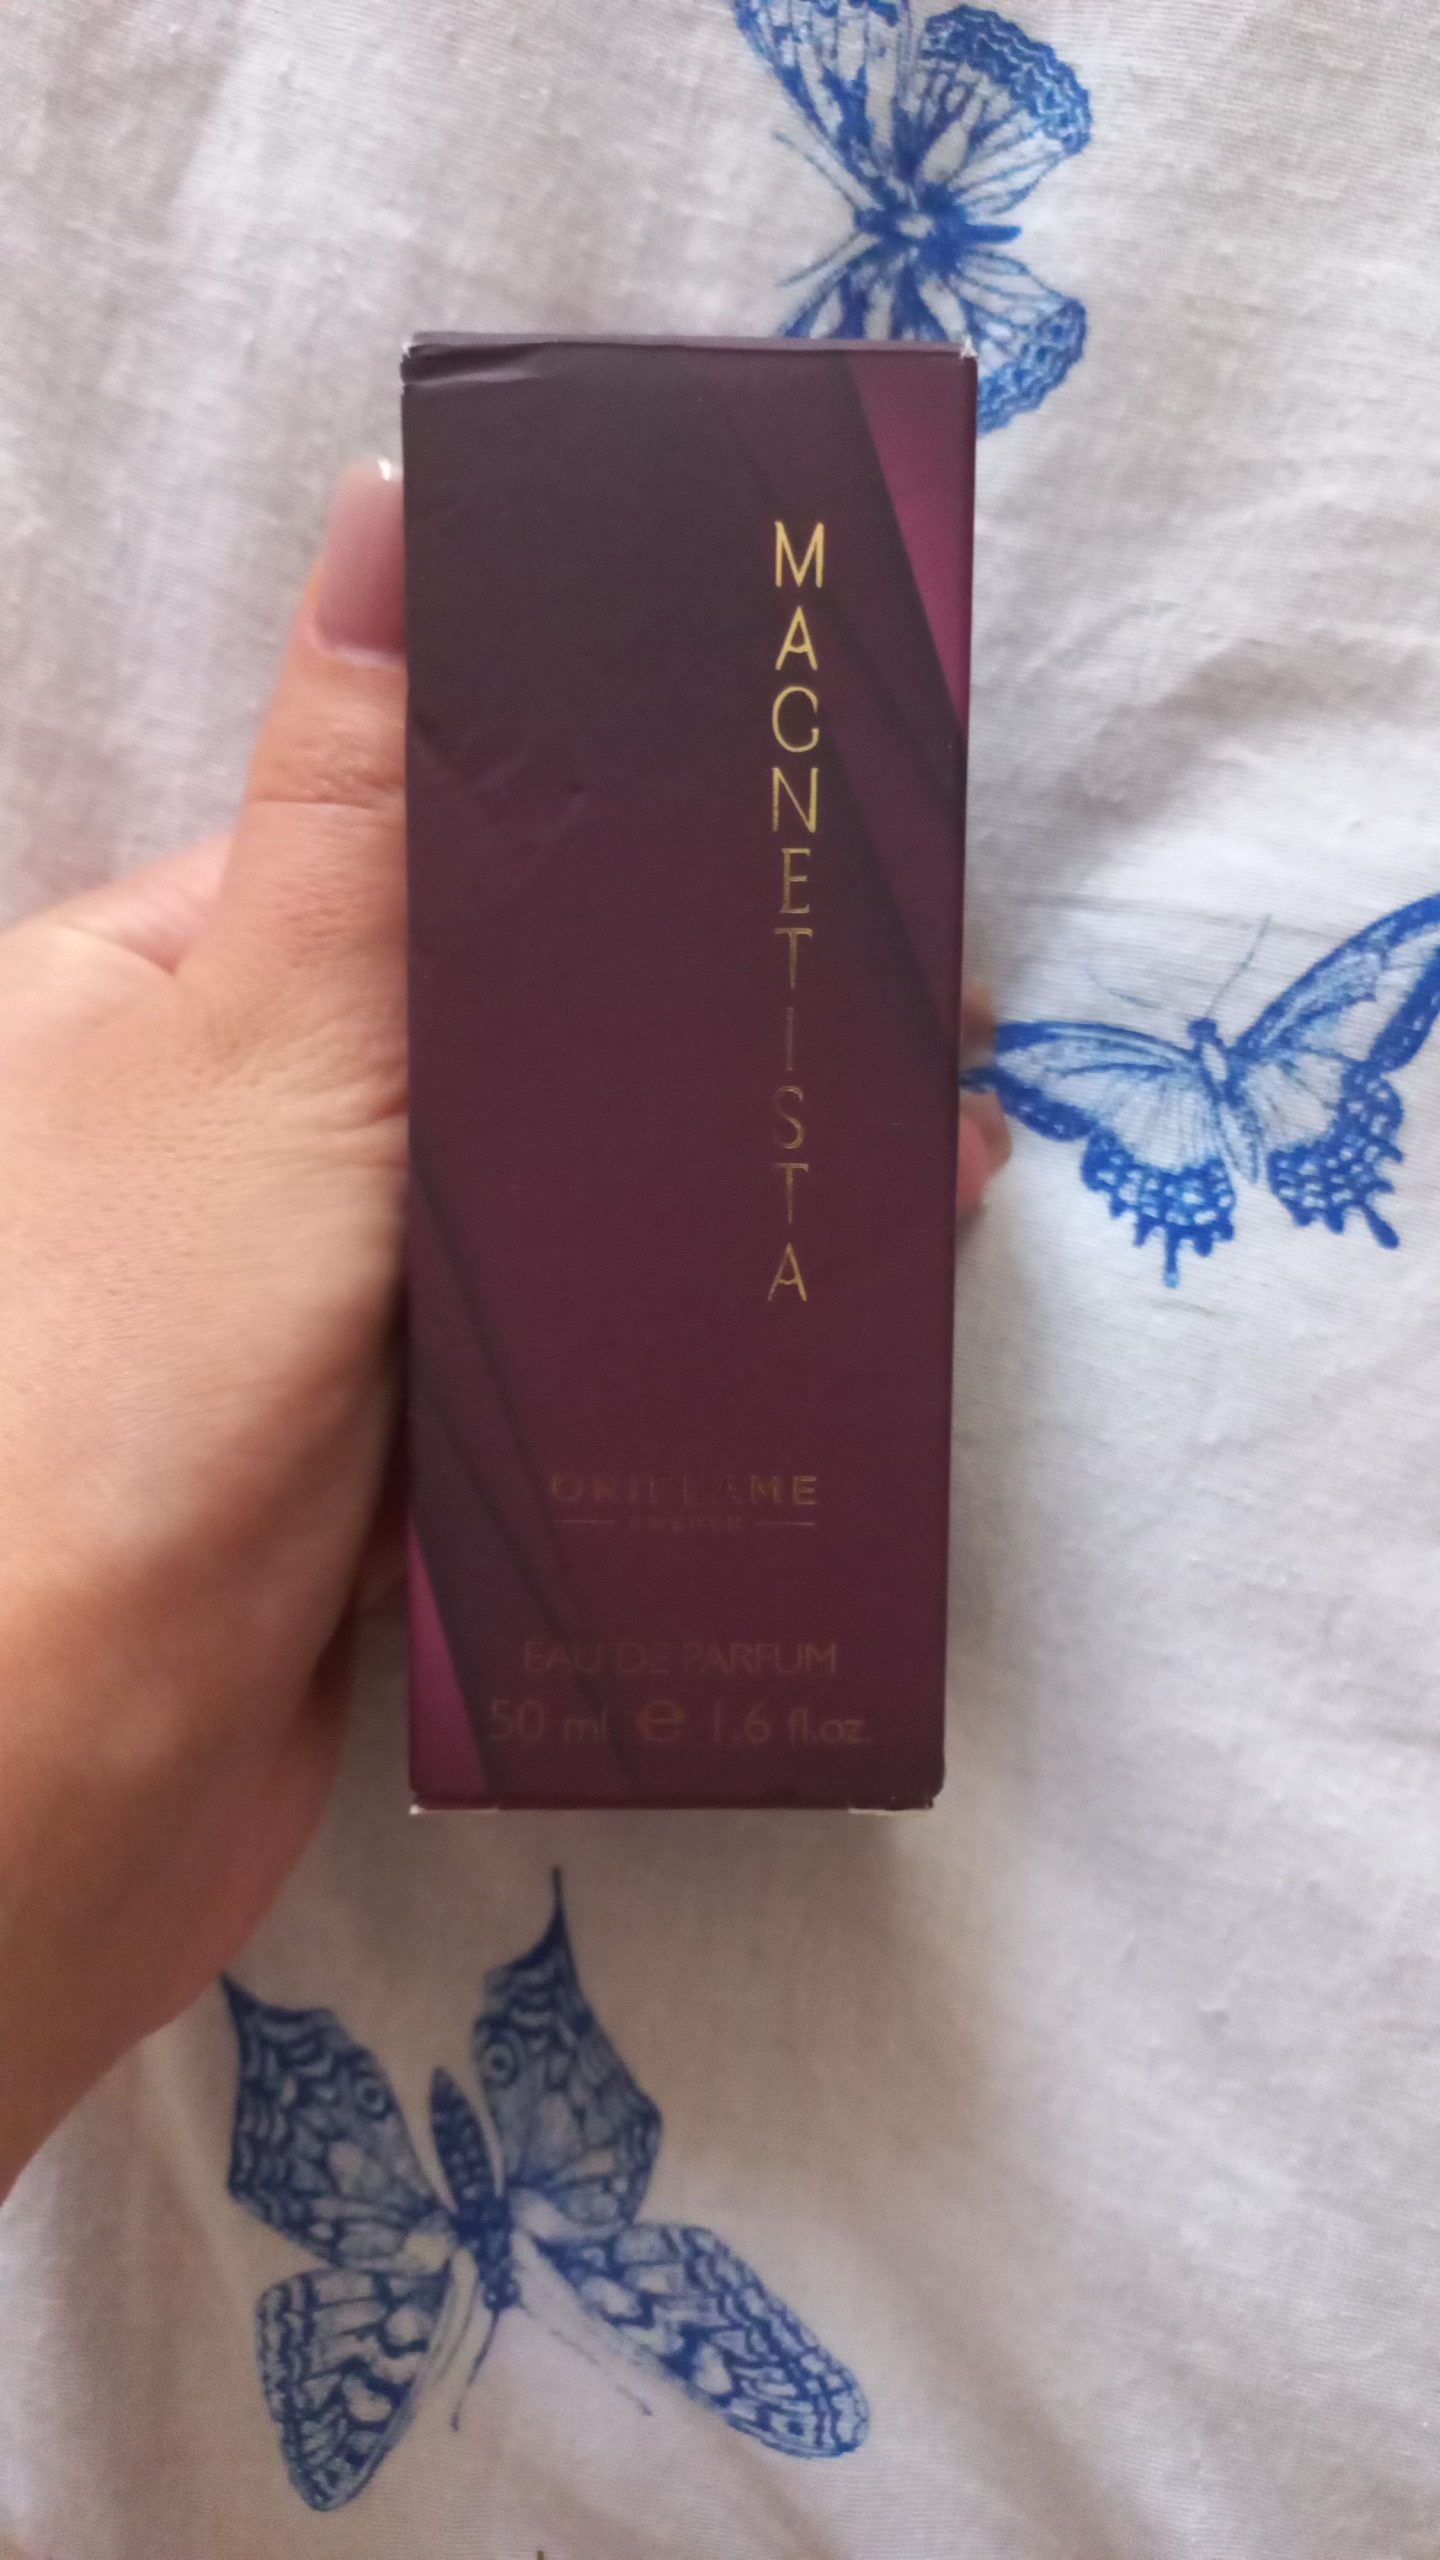 MAGNETISTA
ORIFLAME
SWEDEN
EAU DE PARFUM
50 ml e 1.6 fl.oz.